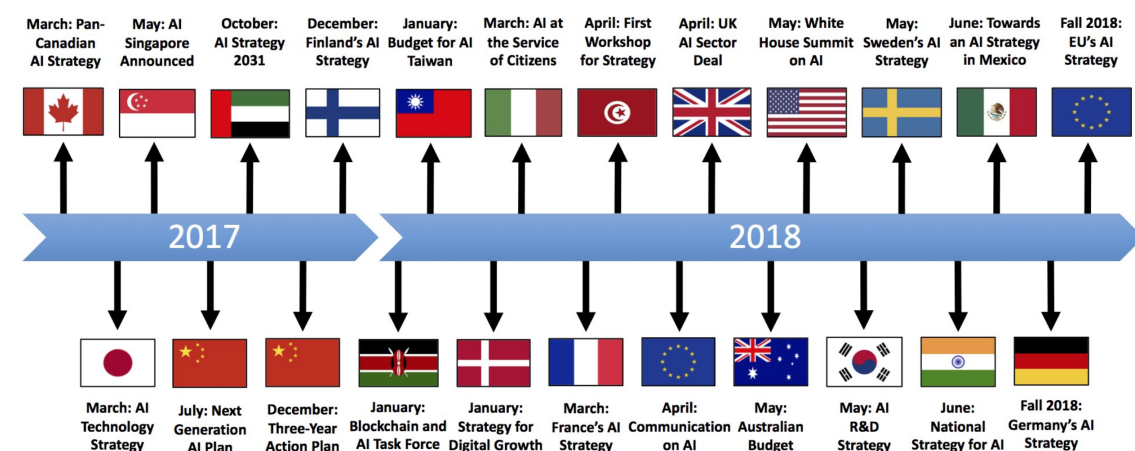 March: Pan-
Canadian
AI Strategy
May: AI
Singapore
Announced
October:
AI Strategy
2031
December:
Finland's AI
Strategy
January:
Budget for AI
Taiwan
March: AI at
the Service
of Citizens
April: First
Workshop
for Strategy
April: UK
AI Sector
Deal
May: White
House Summit
on AI
May:
Sweden's AI
Strategy
June: Towards
an AI Strategy
in Mexico
Fall 2018:
EU's AI
Strategy
2017
2018
March: AI
Technology
Strategy
July: Next
Generation
AI Plan
December:
Three-Year
Action Plan
January:
Blockchain and
AI Task Force
January:
Strategy for
Digital Growth
March:
France's AI
Strategy
April:
Communication
on AI
May:
Australian
Budget
May: AI
R&D
Strategy
June:
National
Strategy for AI
Fall 2018:
Germany's AI
Strategy